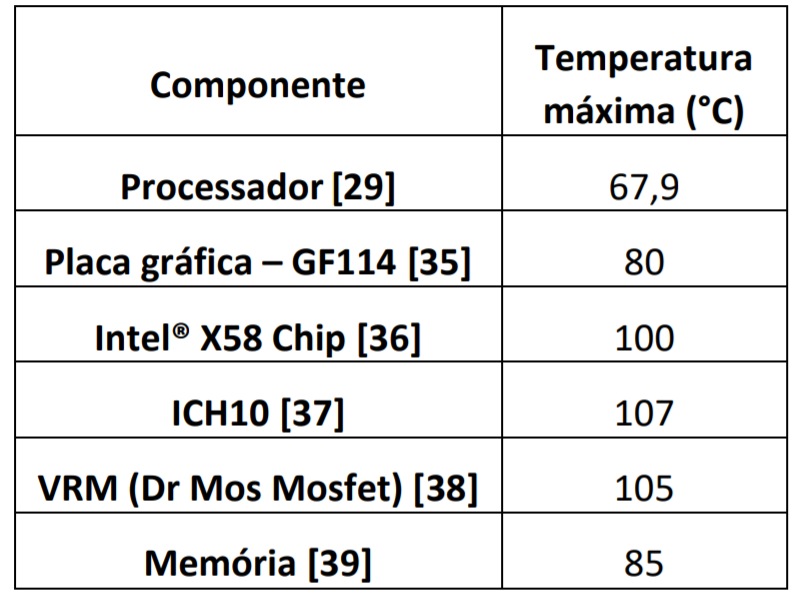 Componente
Temperatura
máxima (°C)
Processador [29]
67,9
Placa gráfica – GF114 [35]
80
Intel® X58 Chip [36]
100
ICH10 [37]
107
VRM (Dr Mos Mosfet) [38]
105
Memória [39]
85